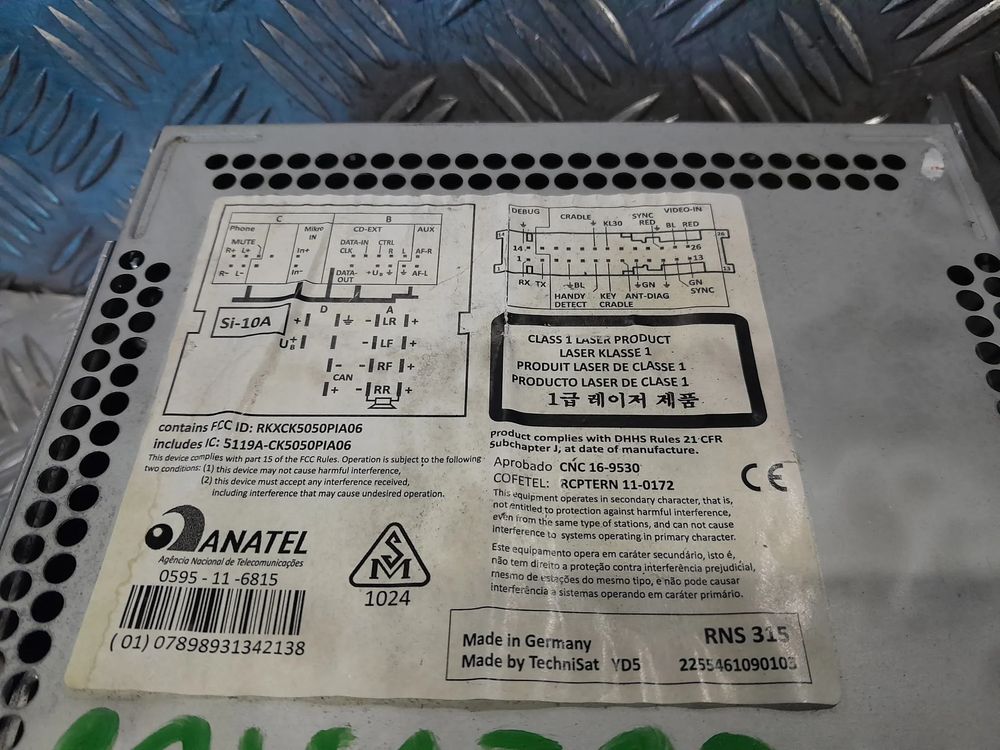 C B
Phone Mikro IN CD-EXT AUX
MUTE DATA-IN CTRL
R+ L+ In+ CLK R L AF-R
R- L- In- DATA-OUT +UB AF-L
D A
Si-10A + -LR+
U+B -LF+
- -RF+
CAN
+ -RR+
DEBUG CRADLE KL30 SYNC RED VIDEO-IN BL RED
14 26
14 26
1 13
1 13
RX TX BL GN GN SYNC
HANDY DETECT KEY CRADLE ANT-DIAG
CLASS 1 LASER PRODUCT
LASER KLASSE 1
PRODUIT LASER DE CLASSE 1
PRODUCTO LASER DE CLASE 1
1급 레이저 제품
contains FCC ID: RKXCK5050PIA06
includes IC: 5119A-CK5050PIA06
This device complies with part 15 of the FCC Rules. Operation is subject to the following
two conditions: (1) this device may not cause harmful interference,
(2) this device must accept any interference received,
including interference that may cause undesired operation.
Product complies with DHHS Rules 21 CFR
Subchapter J, at date of manufacture.
Aprobado CNC 16-9530
COFETEL: RCPTERN 11-0172
CE
This equipment operates in secondary character, that is,
not entitled to protection against harmful interference,
even from the same type of stations, and can not cause
interference to systems operating in primary character.
Este equipamento opera em caráter secundário, isto é,
não tem direito a proteção contra interferência prejudicial,
mesmo de estações do mesmo tipo, e não pode causar
interferência a sistemas operando em caráter primário.
ANATEL
Agência Nacional de Telecomunicações
0595 - 11 - 6815
(01) 07898931342138
SM
1024
Made in Germany RNS 315
Made by TechniSat YD5 2255461090103